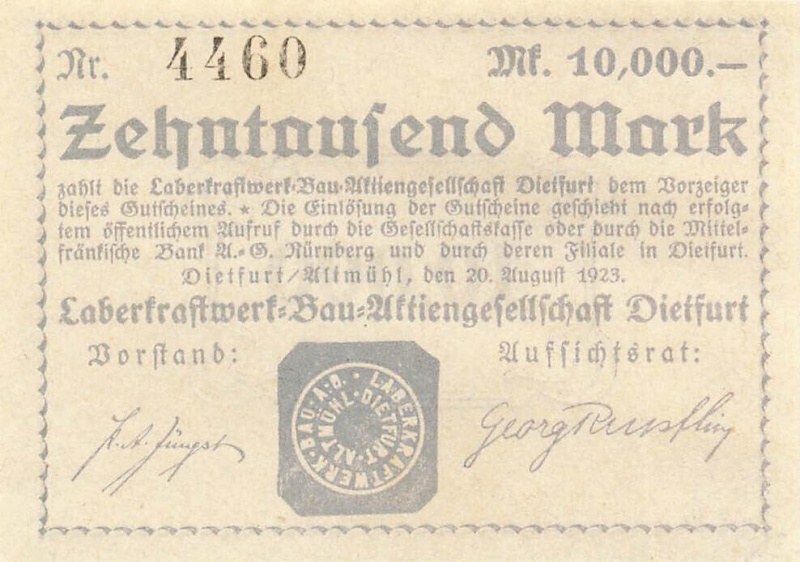 Nr. 4460 Mk. 10,000.—
Zehntausend Mark
zahlt die Laberkraftwerk-Bau-Aktiengesellschaft Dietfurt dem Vorzeiger
dieses Gutscheines. ★ Die Einlösung der Gutscheine geschieht nach erfolg-
tem öffentlichem Aufruf durch die Gesellschaftskasse oder durch die Mittel-
fränkische Bank A.-G. Nürnberg und durch deren Filiale in Dietfurt.
Dietfurt/Altmühl, den 20. August 1923.
Laberkraftwerk-Bau-Aktiengesellschaft Dietfurt
Vorstand: Aufsichtsrat:
LABERKRAFTWERK·BAU·A·G·
DIETFURT·ALTMÜHL·
Georg